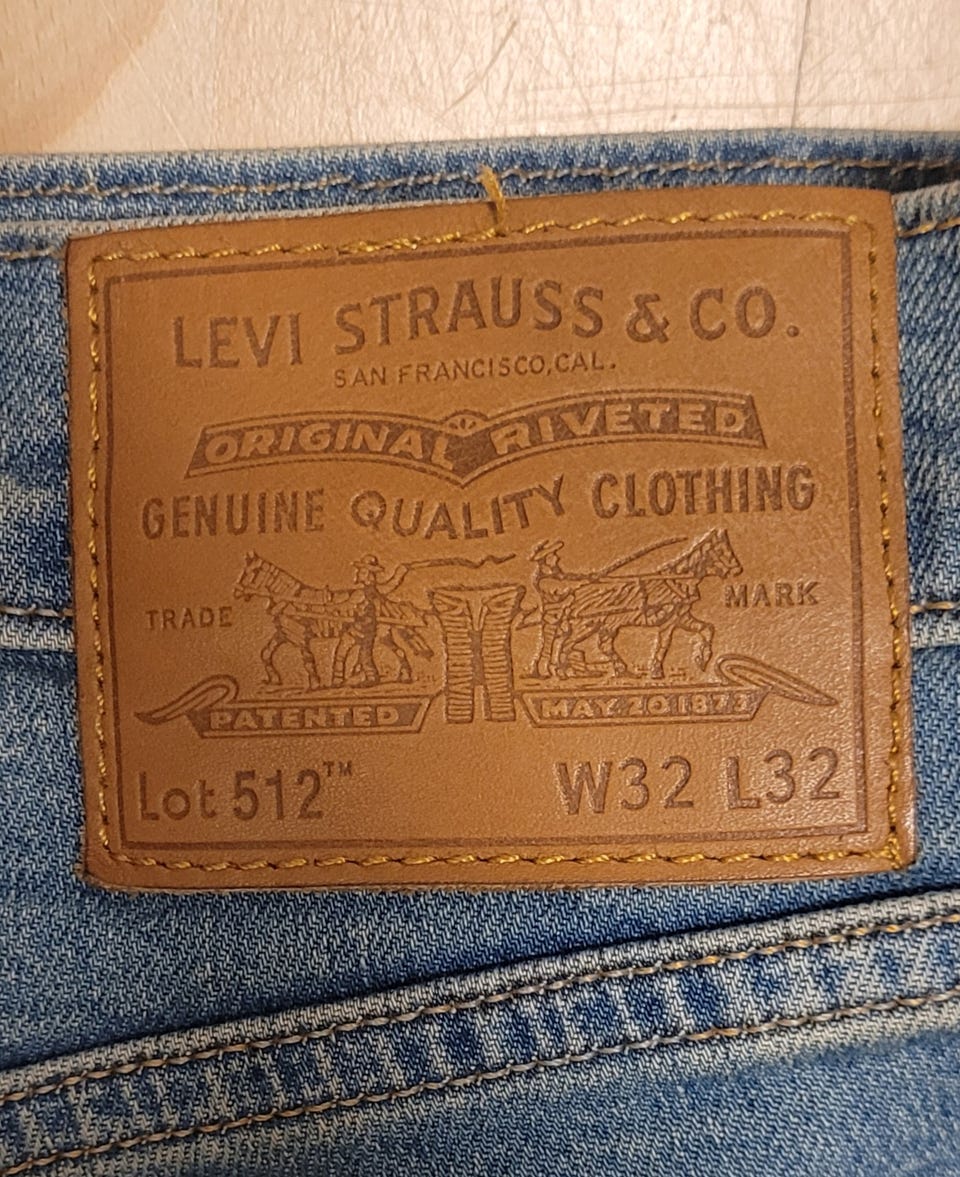 LEVI STRAUSS & CO.
SAN FRANCISCO, CAL.
ORIGINAL RIVETED
GENUINE QUALITY CLOTHING
TRADE MARK
PATENTED MAY 20 1873
Lot 512™ W32 L32